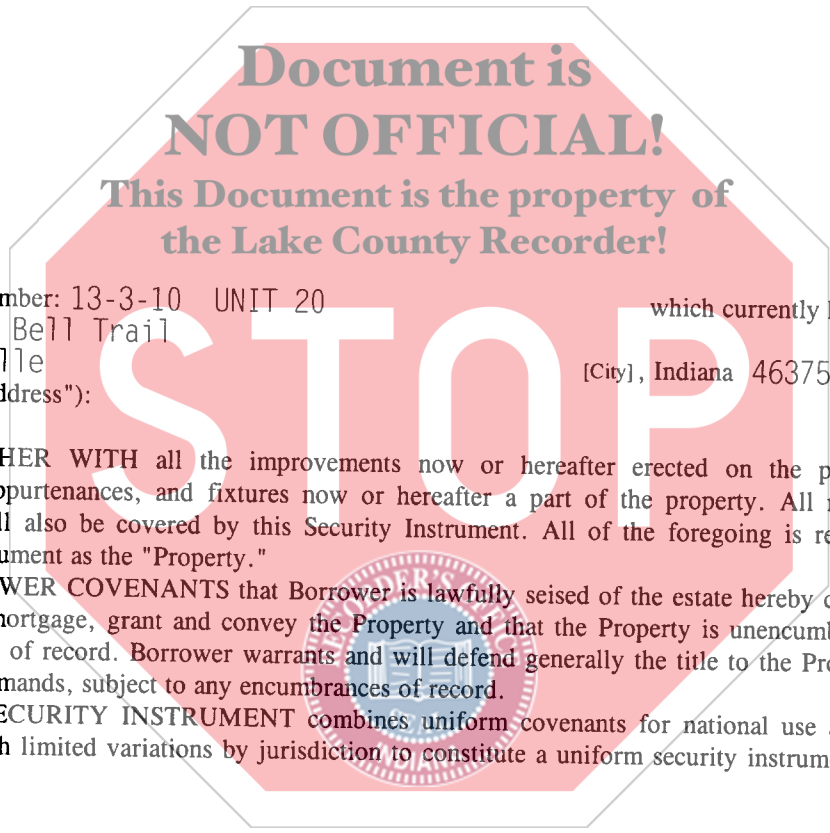 Document is
NOT OFFICIAL!
This Document is the property of
the Lake County Recorder!
STOP
mber: 13-3-10 UNIT 20 which currently
Bell Trail
lle [City], Indiana 46375
ddress"):
HER WITH all the improvements now or hereafter erected on the p
ppurtenances, and fixtures now or hereafter a part of the property. All
ll also be covered by this Security Instrument. All of the foregoing is re
ument as the "Property."
WER COVENANTS that Borrower is lawfully seised of the estate hereby
ortgage, grant and convey the Property and that the Property is unencumb
of record. Borrower warrants and will defend generally the title to the Pro
mands, subject to any encumbrances of record.
ECURITY INSTRUMENT combines uniform covenants for national use
h limited variations by jurisdiction to constitute a uniform security instrum
RECORDER'S OFFICE
SEAL
INDIANA